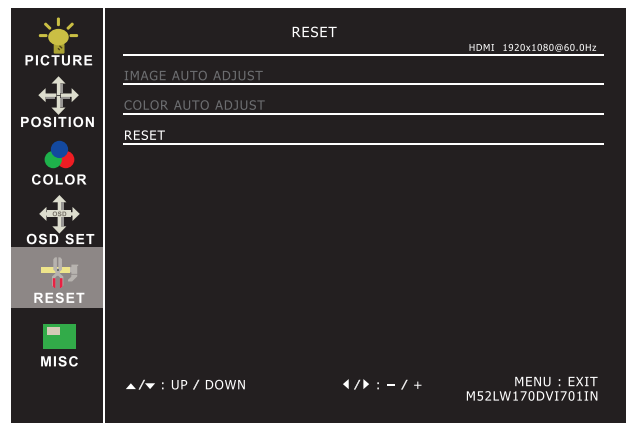 RESET
HDMI 1920x1080@60.0Hz
PICTURE
POSITION
COLOR
OSD
OSD SET
RESET
MISC
IMAGE AUTO ADJUST
COLOR AUTO ADJUST
RESET
▲/▼ : UP / DOWN
◀/▶ : – / +
MENU : EXIT
M52LW170DVI701IN